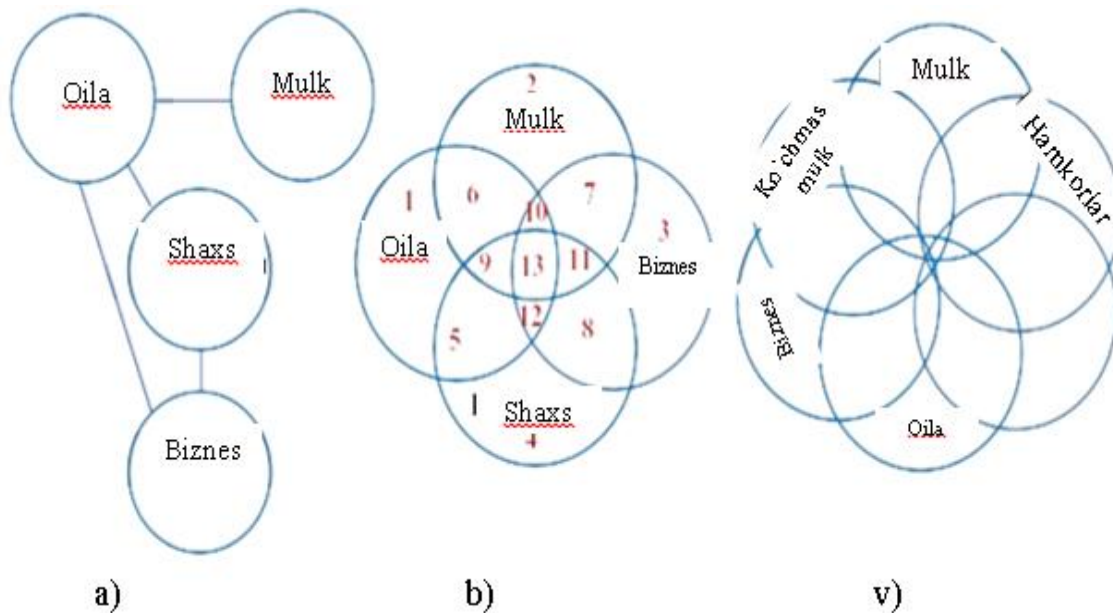 Oila
Mulk
Shaxs
Biznes
a)
2
Mulk
1
6
7
10
3
Oila
9
13
11
Biznes
12
5
8
1
Shaxs
4
b)
Mulk
Ko`chmas
mulk
Hamkorlar
Biznes
Oila
v)